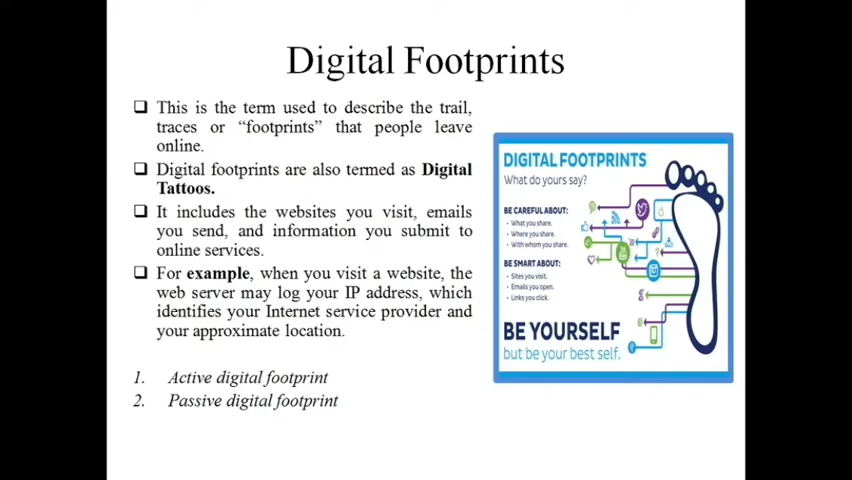 Digital Footprints
This is the term used to describe the trail,
traces or “footprints” that people leave
online.
Digital footprints are also termed as Digital
Tattoos.
It includes the websites you visit, emails
you send, and information you submit to
online services.
For example, when you visit a website, the
web server may log your IP address, which
identifies your Internet service provider and
your approximate location.
1. Active digital footprint
2. Passive digital footprint
DIGITAL FOOTPRINTS
What do yours say?
BE CAREFUL ABOUT:
• What you share.
• Where you share.
• With whom you share.
BE SMART ABOUT:
• Sites you visit.
• Emails you open.
• Links you click.
BE YOURSELF
but be your best self.